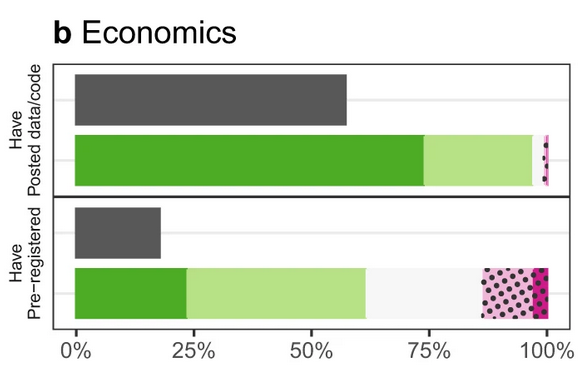 b Economics
Have
Posted data/code
Have
Pre−registered
0% 25% 50% 75% 100%